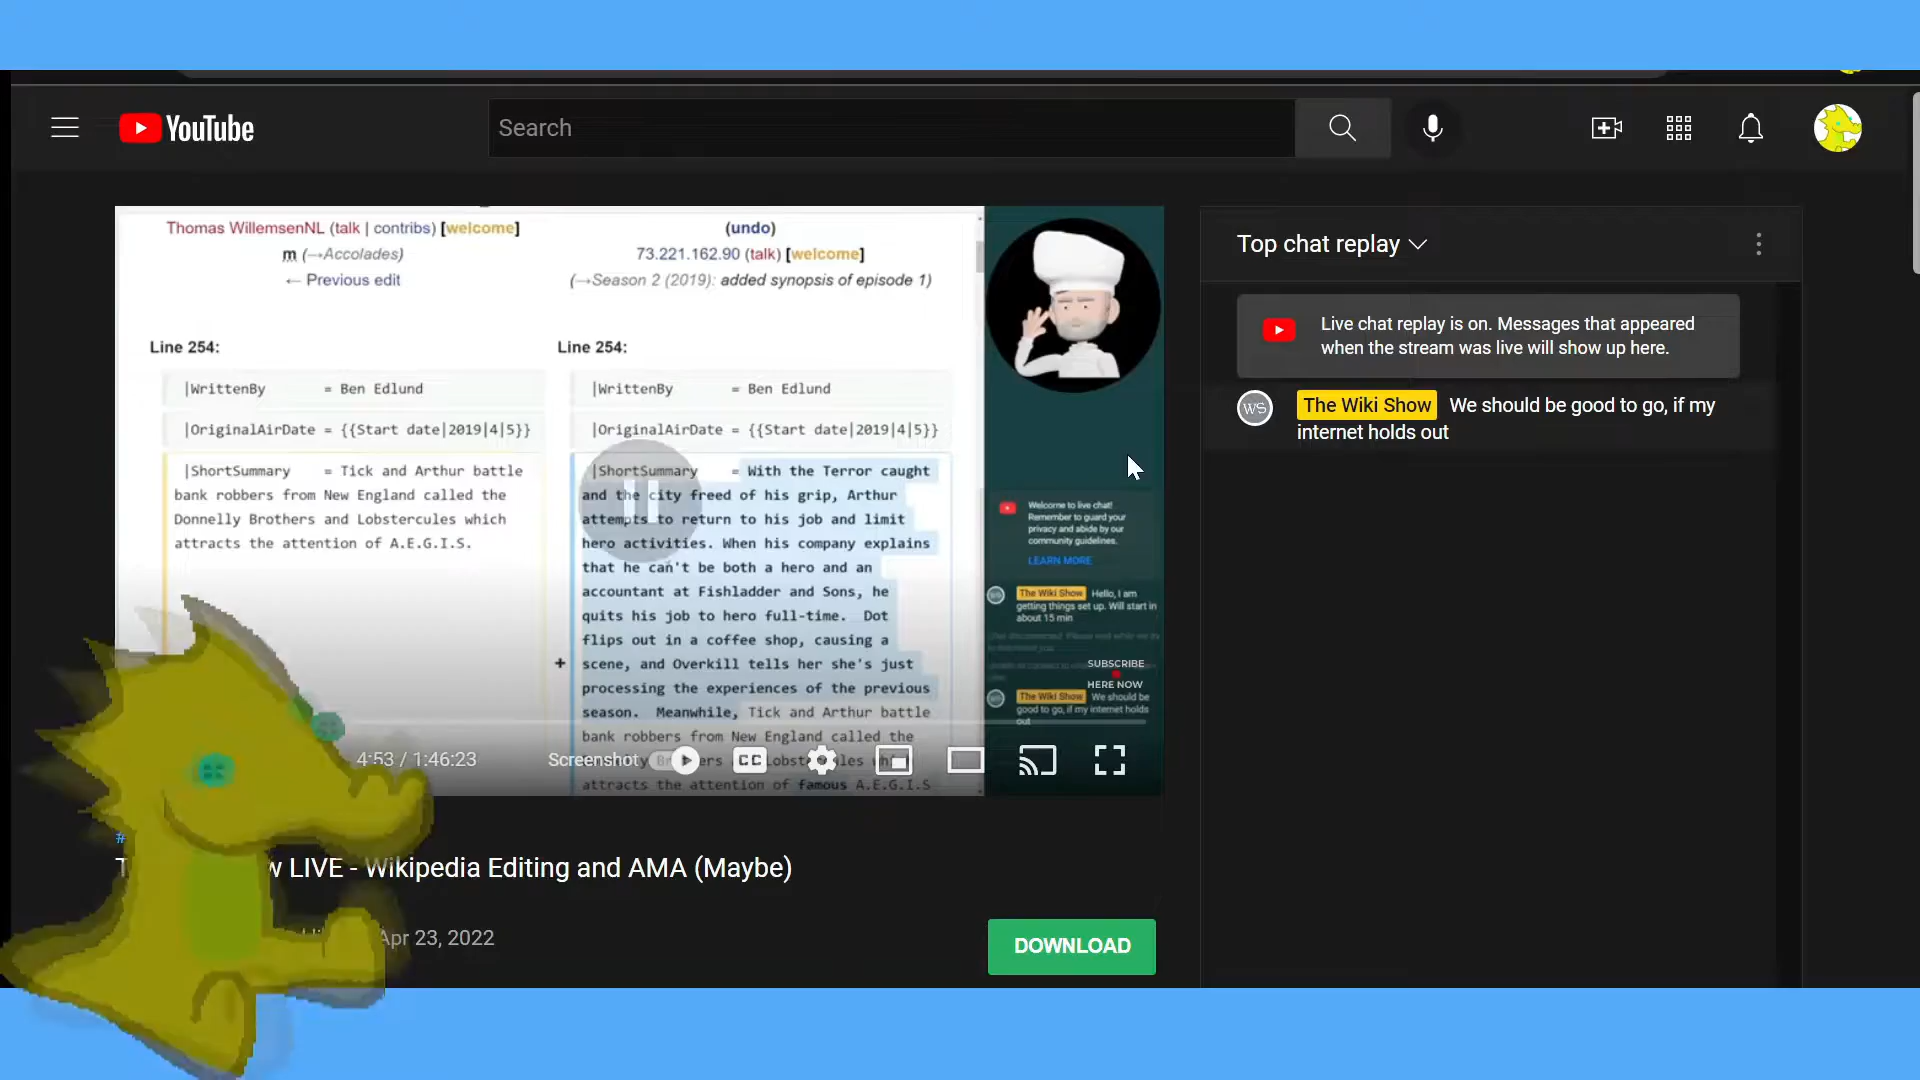 YouTube
Search
Thomas WillemsenNL (talk | contribs) [welcome]
m (→Accolades)
← Previous edit
(undo)
73.221.162.90 (talk) [welcome]
(→Season 2 (2019): added synopsis of episode 1)
Line 254:
Line 254:
|WrittenBy = Ben Edlund
|WrittenBy = Ben Edlund
|OriginalAirDate = {{Start date|2019|4|5}}
|OriginalAirDate = {{Start date|2019|4|5}}
|ShortSummary = Tick and Arthur battle
bank robbers from New England called the
Donnelly Brothers and Lobstercules which
attracts the attention of A.E.G.I.S.
|ShortSummary = With the Terror caught
and the city freed of his grip, Arthur
attempts to return to his job and limit
hero activities. When his company explains
that he can't be both a hero and an
accountant at Fishladder and Sons, he
quits his job to hero full-time. Dot
flips out in a coffee shop, causing a
+ scene, and Overkill tells her she's just
processing the experiences of the previous
season. Meanwhile, Tick and Arthur battle
bank robbers from New England called the
attracts the attention of famous A.E.G.I.S
Welcome to live chat!
Remember to guard your
privacy and abide by our
community guidelines.
LEARN MORE
The Wiki Show Hello, I am
getting things set up. Will start in
about 15 min
SUBSCRIBE
HERE NOW
The Wiki Show We should be
good to go, if my internet holds
out
4:53 / 1:46:23
Screenshot
CC
#
LIVE - Wikipedia Editing and AMA (Maybe)
Apr 23, 2022
DOWNLOAD
Top chat replay
Live chat replay is on. Messages that appeared
when the stream was live will show up here.
WS
The Wiki Show We should be good to go, if my
internet holds out